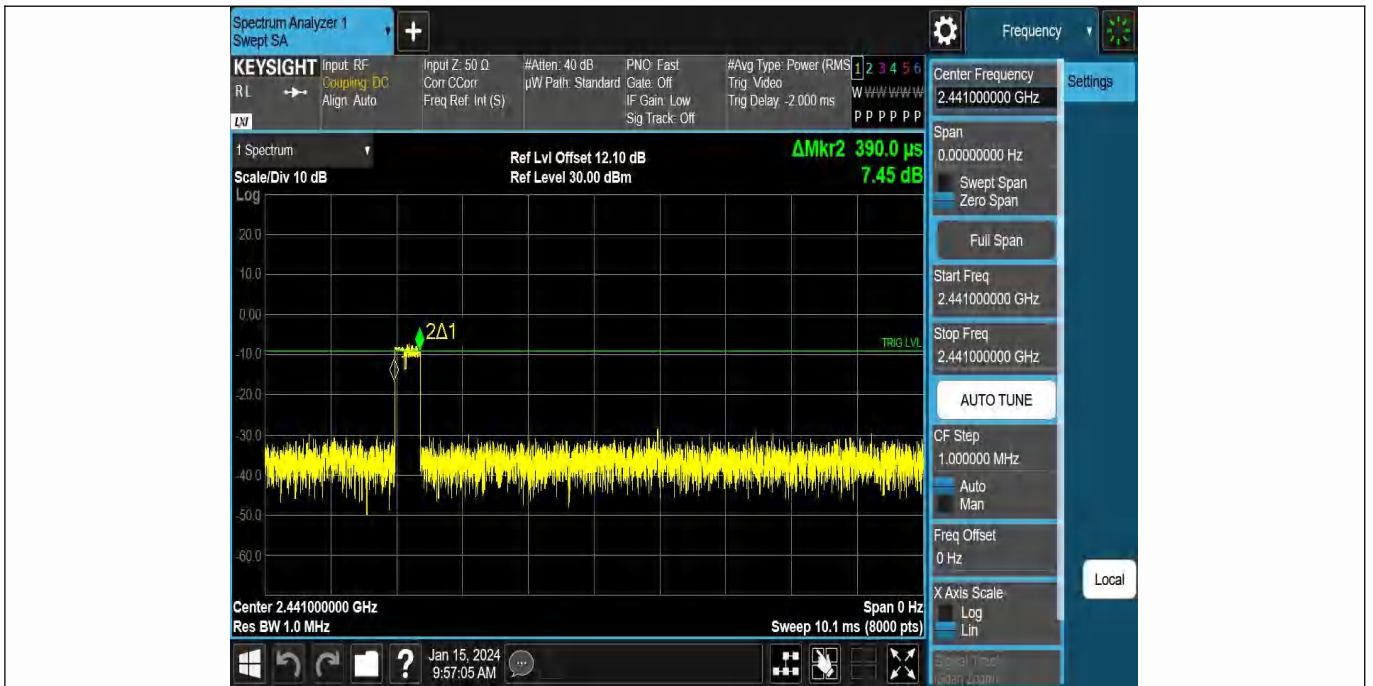 Spectrum Analyzer 1
Swept SA
+
Frequency
KEYSIGHT
RL
LXI
Input: RF
Coupling: DC
Align: Auto
Input Z: 50 Ω
Corr CCorr
Freq Ref: Int (S)
#Atten: 40 dB
µW Path: Standard
PNO: Fast
Gate: Off
IF Gain: Low
Sig Track: Off
#Avg Type: Power (RMS
Trig: Video
Trig Delay: -2.000 ms
1 2 3 4 5 6
W W W W W W
P P P P P P
Center Frequency
2.441000000 GHz
Settings
Span
0.00000000 Hz
Swept Span
Zero Span
Full Span
Start Freq
2.441000000 GHz
Stop Freq
2.441000000 GHz
AUTO TUNE
CF Step
1.000000 MHz
Auto
Man
Freq Offset
0 Hz
X Axis Scale
Log
Lin
Signal Track
(Span Zoom)
Local
1 Spectrum
Scale/Div 10 dB
Log
Ref Lvl Offset 12.10 dB
Ref Level 30.00 dBm
ΔMkr2 390.0 µs
7.45 dB
20.0
10.0
0.00
-10.0
-20.0
-30.0
-40.0
-50.0
-60.0
2Δ1
1
TRIG LVL
Center 2.441000000 GHz
Res BW 1.0 MHz
Span 0 Hz
Sweep 10.1 ms (8000 pts)
?
Jan 15, 2024
9:57:05 AM